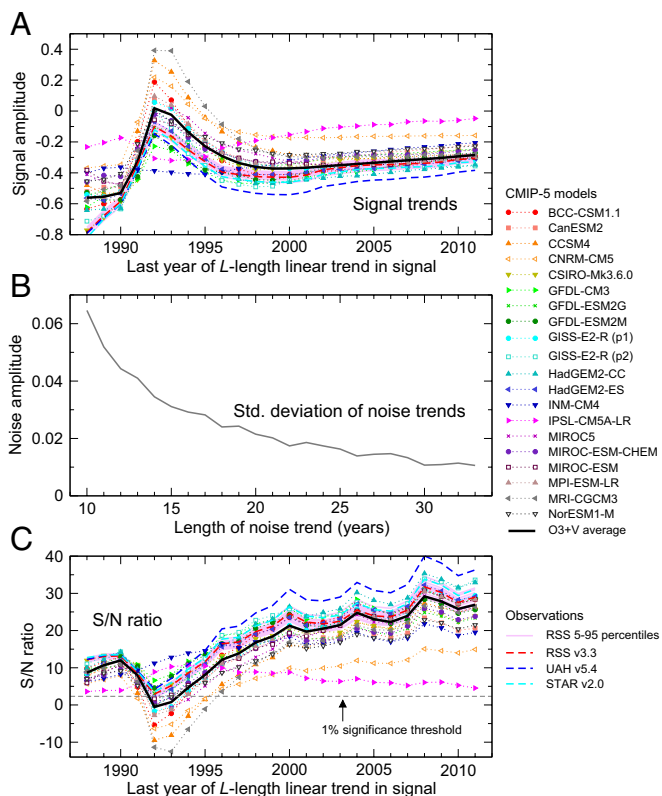 A
0.4
0.2
0
-0.2
-0.4
-0.6
-0.8
Signal amplitude
Signal trends
1990
1995
2000
2005
2010
Last year of L-length linear trend in signal
B
0.06
0.04
0.02
0
Noise amplitude
Std. deviation of noise trends
10
15
20
25
30
Length of noise trend (years)
C
40
30
20
10
0
-10
S/N ratio
S/N ratio
1% significance threshold
1990
1995
2000
2005
2010
Last year of L-length linear trend in signal
CMIP-5 models
BCC-CSM1.1
CanESM2
CCSM4
CNRM-CM5
CSIRO-Mk3.6.0
GFDL-CM3
GFDL-ESM2G
GFDL-ESM2M
GISS-E2-R (p1)
GISS-E2-R (p2)
HadGEM2-CC
HadGEM2-ES
INM-CM4
IPSL-CM5A-LR
MIROC5
MIROC-ESM-CHEM
MIROC-ESM
MPI-ESM-LR
MRI-CGCM3
NorESM1-M
O3+V average
Observations
RSS 5-95 percentiles
RSS v3.3
UAH v5.4
STAR v2.0